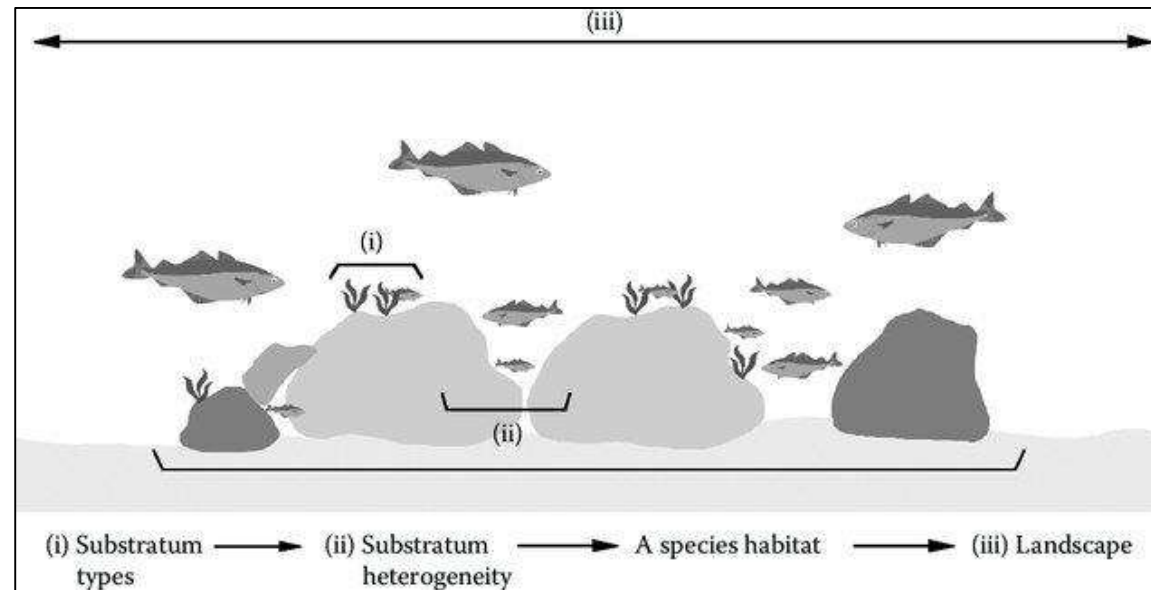 (iii)
(i)
(ii)
(i) Substratum (ii) Substratum A species habitat (iii) Landscape
types heterogeneity